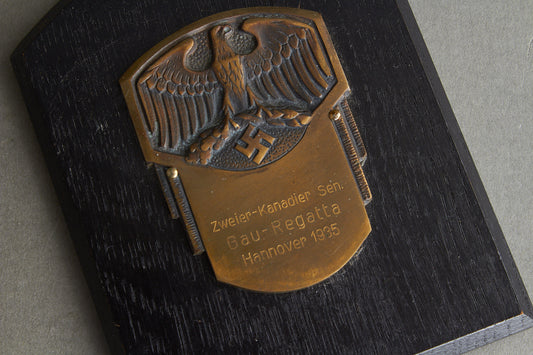 Zweier-Kanadier Sen.
Gau-Regatta
Hannover 1935